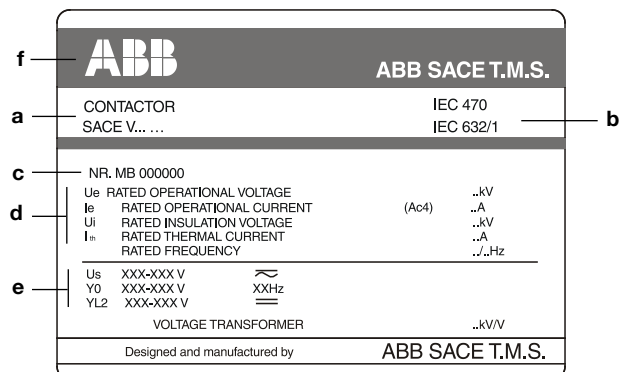 f ABB ABB SACE T.M.S.
a CONTACTOR IEC 470
SACE V... ... IEC 632/1 b
c NR. MB 000000
d Ue RATED OPERATIONAL VOLTAGE ..kV
Ie RATED OPERATIONAL CURRENT (Ac4) ..A
Ui RATED INSULATION VOLTAGE ..kV
Ith RATED THERMAL CURRENT ..A
RATED FREQUENCY ../..Hz
e Us XXX-XXX V
Y0 XXX-XXX V XXHz
YL2 XXX-XXX V
VOLTAGE TRANSFORMER ..kV/V
Designed and manufactured by ABB SACE T.M.S.